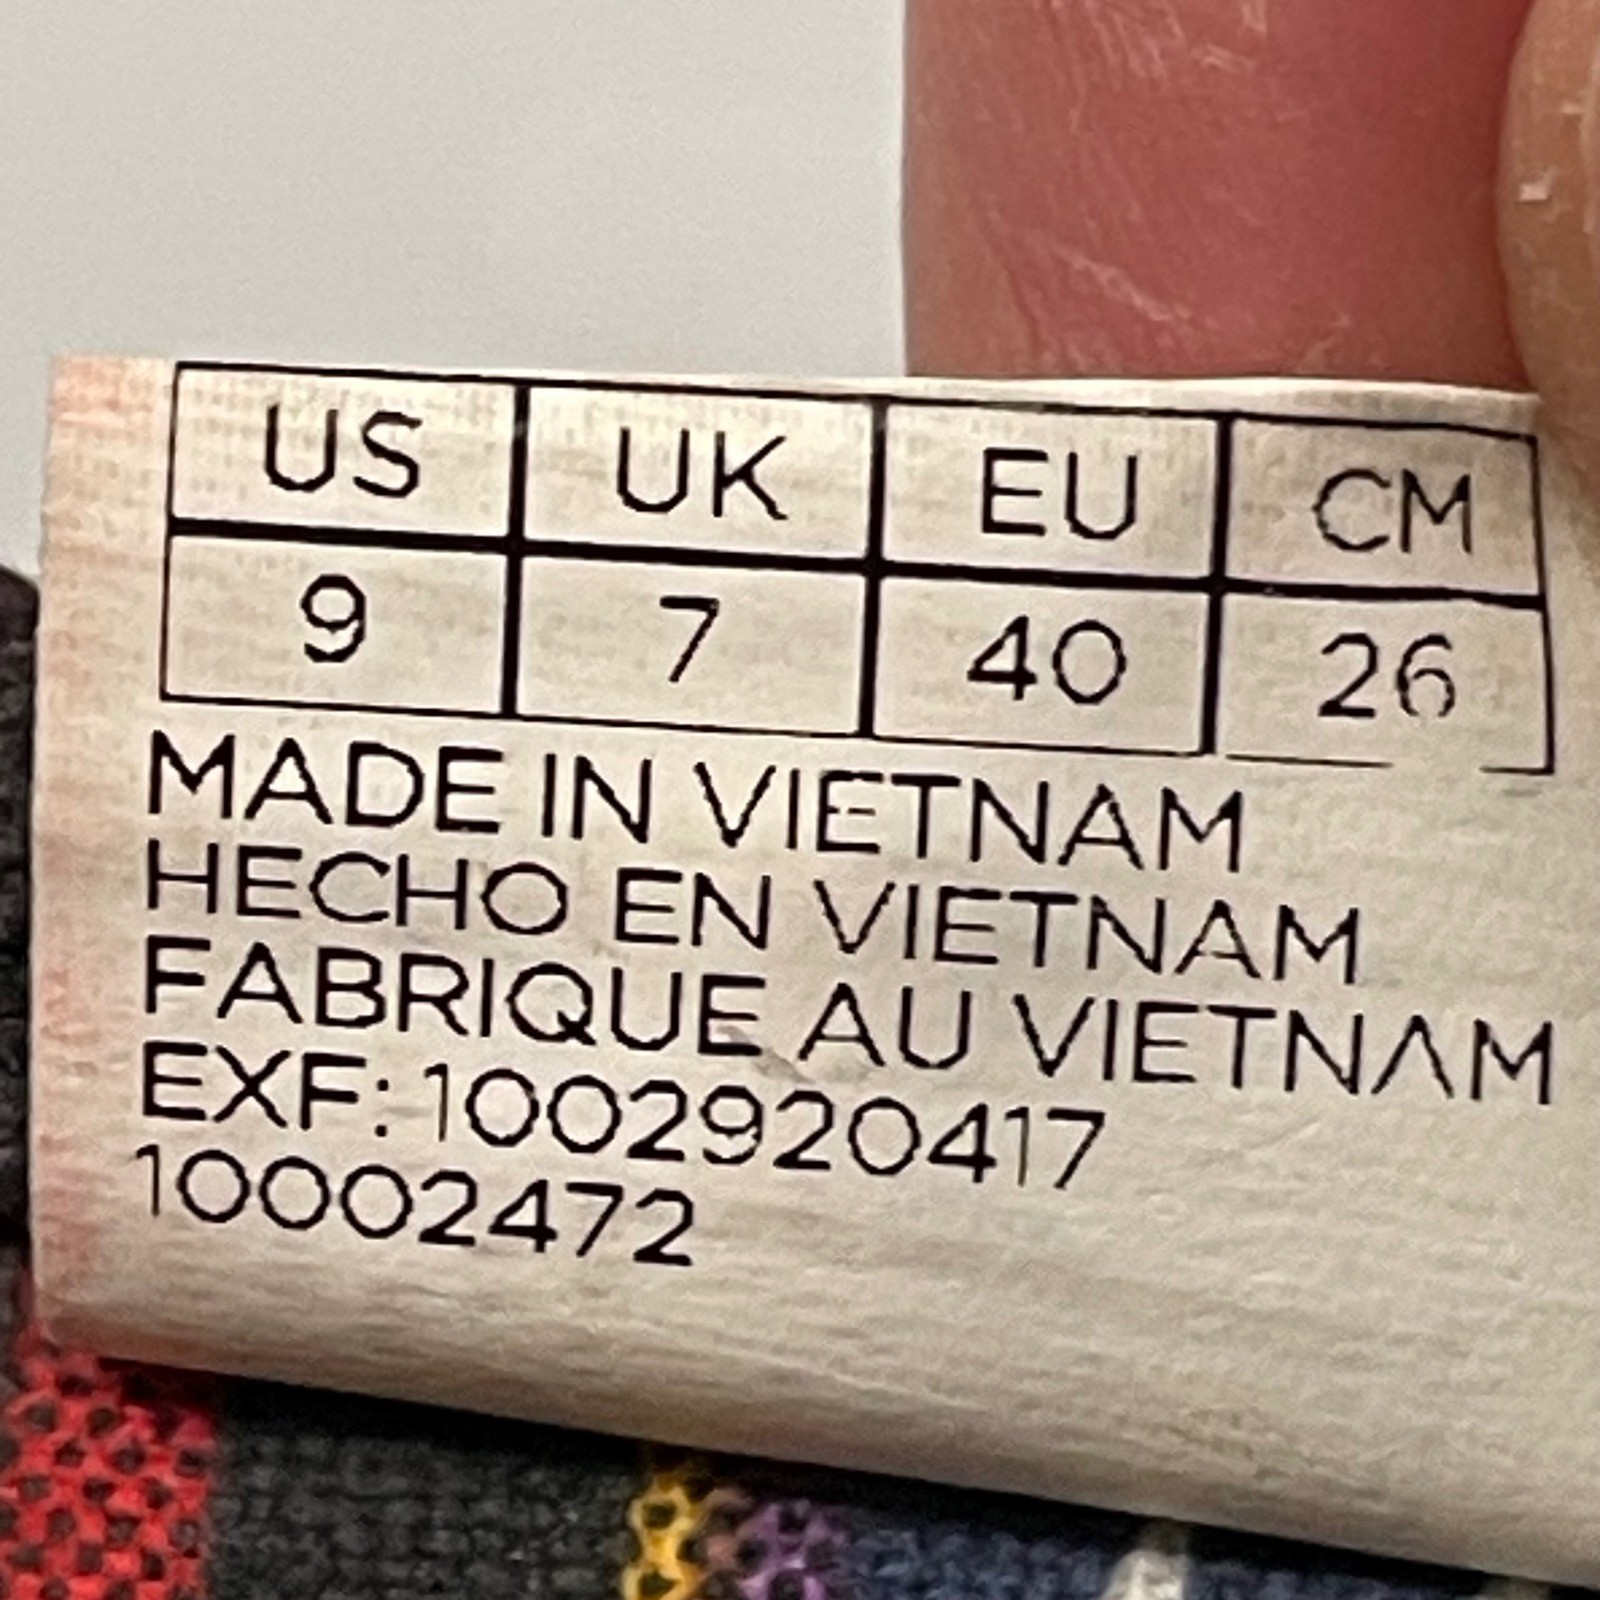 US UK EU CM
9 7 40 26
MADE IN VIETNAM
HECHO EN VIETNAM
FABRIQUE AU VIETNAM
EXF: 1002920417
10002472